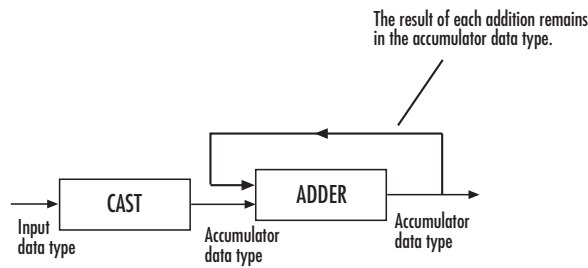 The result of each addition remains
in the accumulator data type.
CAST
ADDER
Input
data type
Accumulator
data type
Accumulator
data type